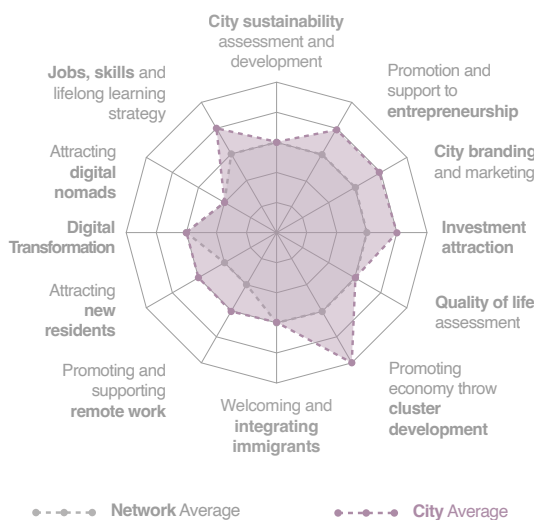 City sustainability
assessment and
development
Promotion and
support to
entrepreneurship
City branding
and marketing
Investment
attraction
Quality of life
assessment
Promoting
economy throw
cluster
development
Welcoming and
integrating
immigrants
Promoting and
supporting
remote work
Attracting
new
residents
Digital
Transformation
Attracting
digital
nomads
Jobs, skills and
lifelong learning
strategy
Network Average
City Average